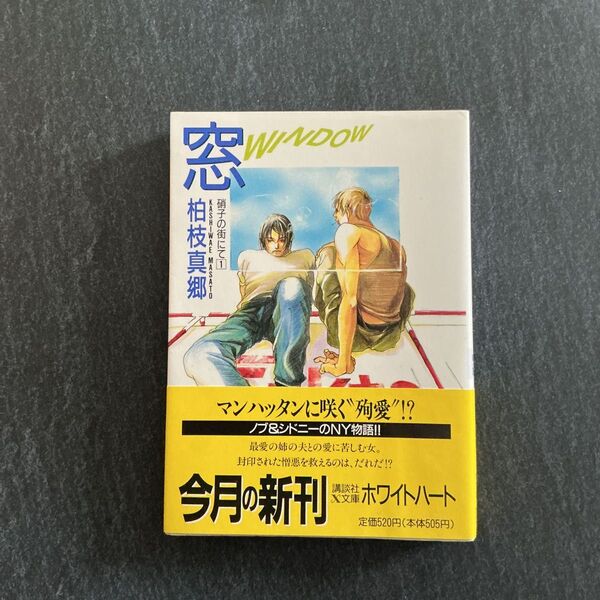 窓
WINDOW
硝子の街にて1
柏枝真郷
KASHIWAE MASATO
マンハッタンに咲く〝殉愛〟!?
ノブ&シドニーのNY物語!!
最愛の姉の夫との愛に苦しむ女。
封印された憎悪を救えるのは、だれだ!?
今月の新刊
講談社
X文庫
ホワイトハート
定価520円(本体505円)